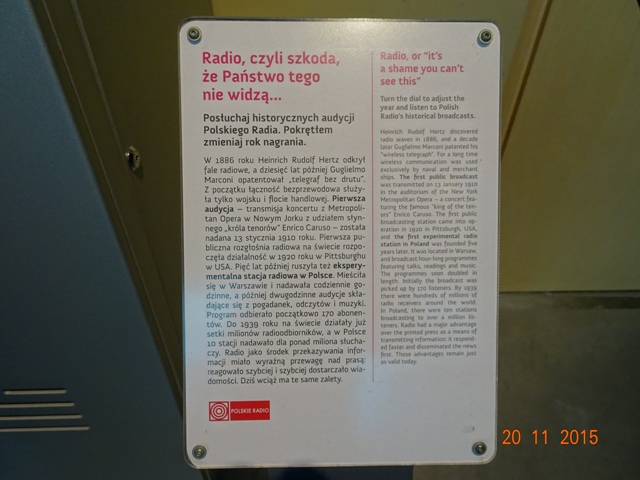 Radio, czyli szkoda,
że Państwo tego
nie widzą...
Posłuchaj historycznych audycji
Polskiego Radia. Pokrętłem
zmieniaj rok nagrania.
W 1886 roku Heinrich Rudolf Hertz odkrył
fale radiowe, a dziesięć lat później Guglielmo
Marconi opatentował „telegraf bez drutu”.
Z początku łączność bezprzewodowa służy-
ła tylko wojsku i flocie handlowej. Pierwsza
audycja – transmisja koncertu z Metropoli-
tan Opera w Nowym Jorku z udziałem słyn-
nego „króla tenorów” Enrico Caruso – została
nadana 13 stycznia 1910 roku. Pierwsza pu-
bliczna rozgłośnia radiowa na świecie rozpo-
częła działalność w 1920 roku w Pittsburghu
w USA. Pięć lat później ruszyła też ekspery-
mentalna stacja radiowa w Polsce. Mieściła
się w Warszawie i nadawała codziennie go-
dzinne, a później dwugodzinne audycje skła-
dające się z pogadanek, odczytów i muzyki.
Program odbierało początkowo 170 abonen-
tów. Do 1939 roku na świecie działały już
setki milionów radioodbiorników, a w Polsce
10 stacji nadawało dla ponad miliona słucha-
czy. Radio jako środek przekazywania infor-
macji miało wyraźną przewagę nad prasą:
reagowało szybciej i szybciej dostarczało wia-
domości. Dziś wciąż ma te same zalety.
POLSKIE RADIO
Radio, or “it’s
a shame you can’t
see this”
Turn the dial to adjust the
year and listen to Polish
Radio’s historical broadcasts.
Heinrich Rudolf Hertz discovered
radio waves in 1886, and a decade
later Guglielmo Marconi patented his
“wireless telegraph”. For a long time
wireless communication was used
exclusively by naval and merchant
ships. The first public broadcast
was transmitted on 13 January 1910
in the auditorium of the New York
Metropolitan Opera – a concert fea-
turing the famous “king of the ten-
ors” Enrico Caruso. The first public
broadcasting station came into op-
eration in 1920 in Pittsburgh, USA,
and the first experimental radio
station in Poland was founded five
years later. It was located in Warsaw,
and broadcast hour-long programmes
featuring talks, readings and music.
The programmes soon doubled in
length. Initially the broadcast was
picked up by 170 listeners. By 1939
there were hundreds of millions of
radio receivers around the world.
In Poland, there were ten stations
broadcasting to over a million lis-
teners. Radio had a major advantage
over the printed press as a means of
transmitting information: it respond-
ed faster and disseminated the news
first. Those advantages remain just
as valid today.
20 11 2015